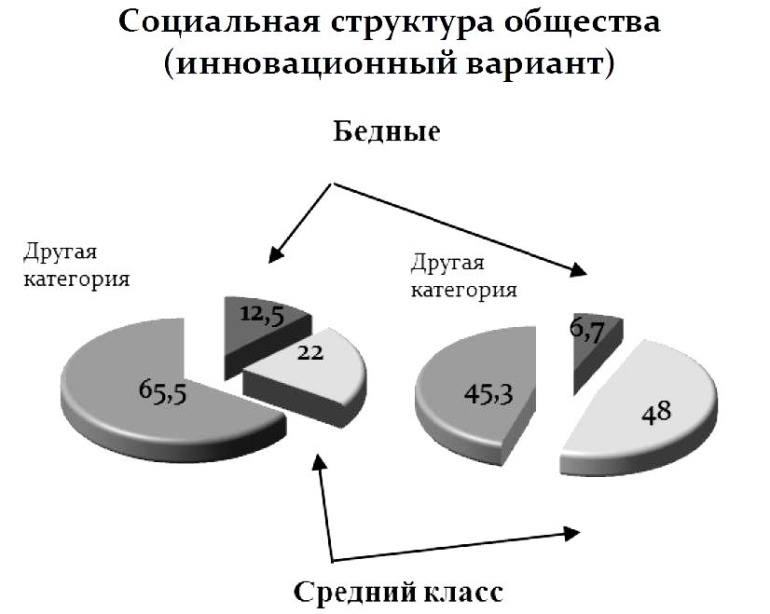 Социальная структура общества
(инновационный вариант)
Бедные
Другая
категория
Другая
категория
12,5
6,7
22
65,5
45,3
48
Средний класс